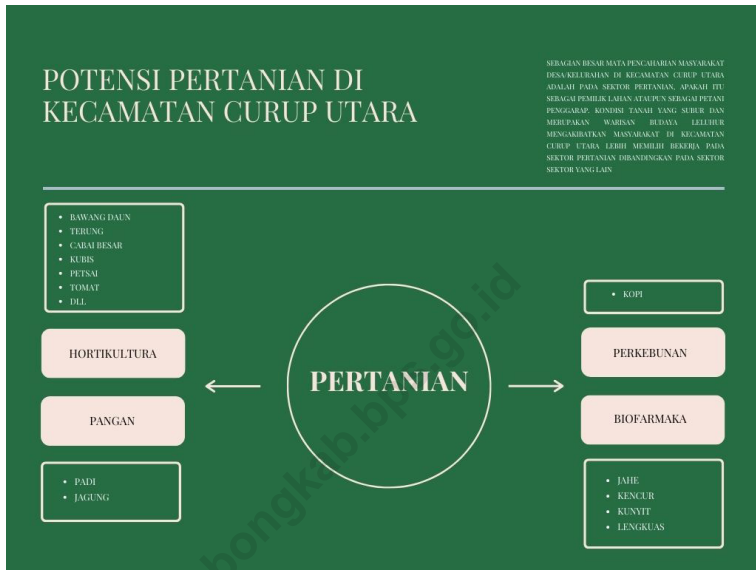 POTENSI PERTANIAN DI
KECAMATAN CURUP UTARA
SEBAGIAN BESAR MATA PENCAHARIAN MASYARAKAT
DESA/KELURAHAN DI KECAMATAN CURUP UTARA
ADALAH PADA SEKTOR PERTANIAN, APAKAH ITU
SEBAGAI PEMILIK LAHAN ATAUPUN SEBAGAI PETANI
PENGGARAP. KONDISI TANAH YANG SUBUR DAN
MERUPAKAN WARISAN BUDAYA LELUHUR
MENGAKIBATKAN MASYARAKAT DI KECAMATAN
CURUP UTARA LEBIH MEMILIH BEKERJA PADA
SEKTOR PERTANIAN DIBANDINGKAN PADA SEKTOR
SEKTOR YANG LAIN
• BAWANG DAUN
• TERUNG
• CABAI BESAR
• KUBIS
• PETSAI
• TOMAT
• DLL
HORTIKULTURA
PANGAN
• PADI
• JAGUNG
PERTANIAN
• KOPI
PERKEBUNAN
BIOFARMAKA
• JAHE
• KENCUR
• KUNYIT
• LENGKUAS
bongkab.bps.go.id